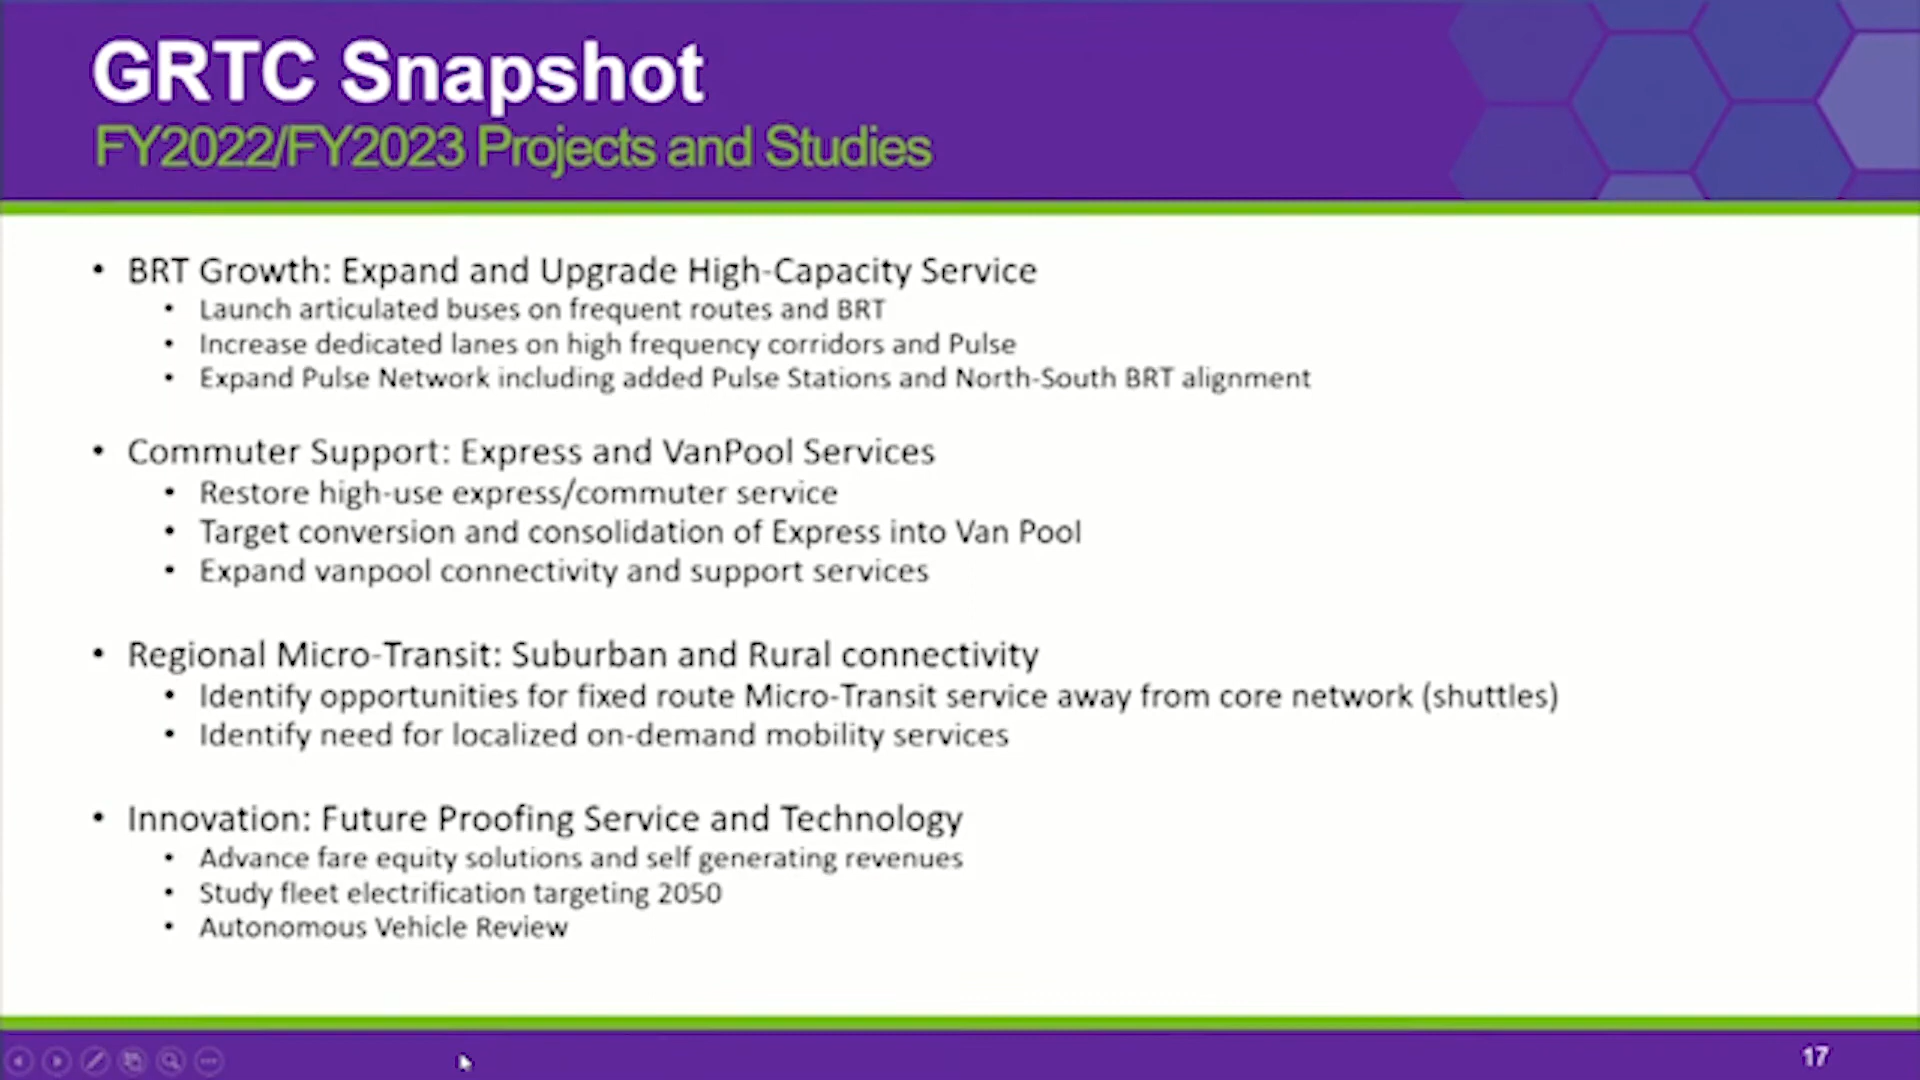 GRTC Snapshot
FY2022/FY2023 Projects and Studies
• BRT Growth: Expand and Upgrade High-Capacity Service
• Launch articulated buses on frequent routes and BRT
• Increase dedicated lanes on high frequency corridors and Pulse
• Expand Pulse Network including added Pulse Stations and North-South BRT alignment
• Commuter Support: Express and VanPool Services
• Restore high-use express/commuter service
• Target conversion and consolidation of Express into Van Pool
• Expand vanpool connectivity and support services
• Regional Micro-Transit: Suburban and Rural connectivity
• Identify opportunities for fixed route Micro-Transit service away from core network (shuttles)
• Identify need for localized on-demand mobility services
• Innovation: Future Proofing Service and Technology
• Advance fare equity solutions and self generating revenues
• Study fleet electrification targeting 2050
• Autonomous Vehicle Review
17